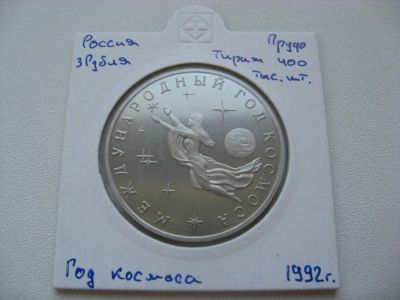 Россия
3 Рубля
Пруф
Тираж 400
тыс. шт.
МЕЖДУНАРОДНЫЙ ГОД КОСМОСА
Год космоса
1992г.